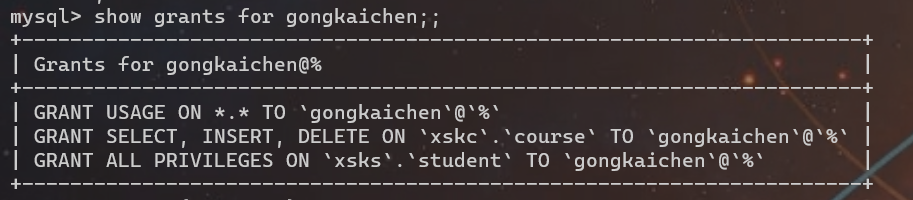 mysql> show grants for gongkaichen;;
+---------------------------------------------------------------------+
| Grants for gongkaichen@%                                            |
+---------------------------------------------------------------------+
| GRANT USAGE ON *.* TO `gongkaichen`@`%`                             |
| GRANT SELECT, INSERT, DELETE ON `xskc`.`course` TO `gongkaichen`@`%` |
| GRANT ALL PRIVILEGES ON `xsks`.`student` TO `gongkaichen`@`%`       |
+---------------------------------------------------------------------+